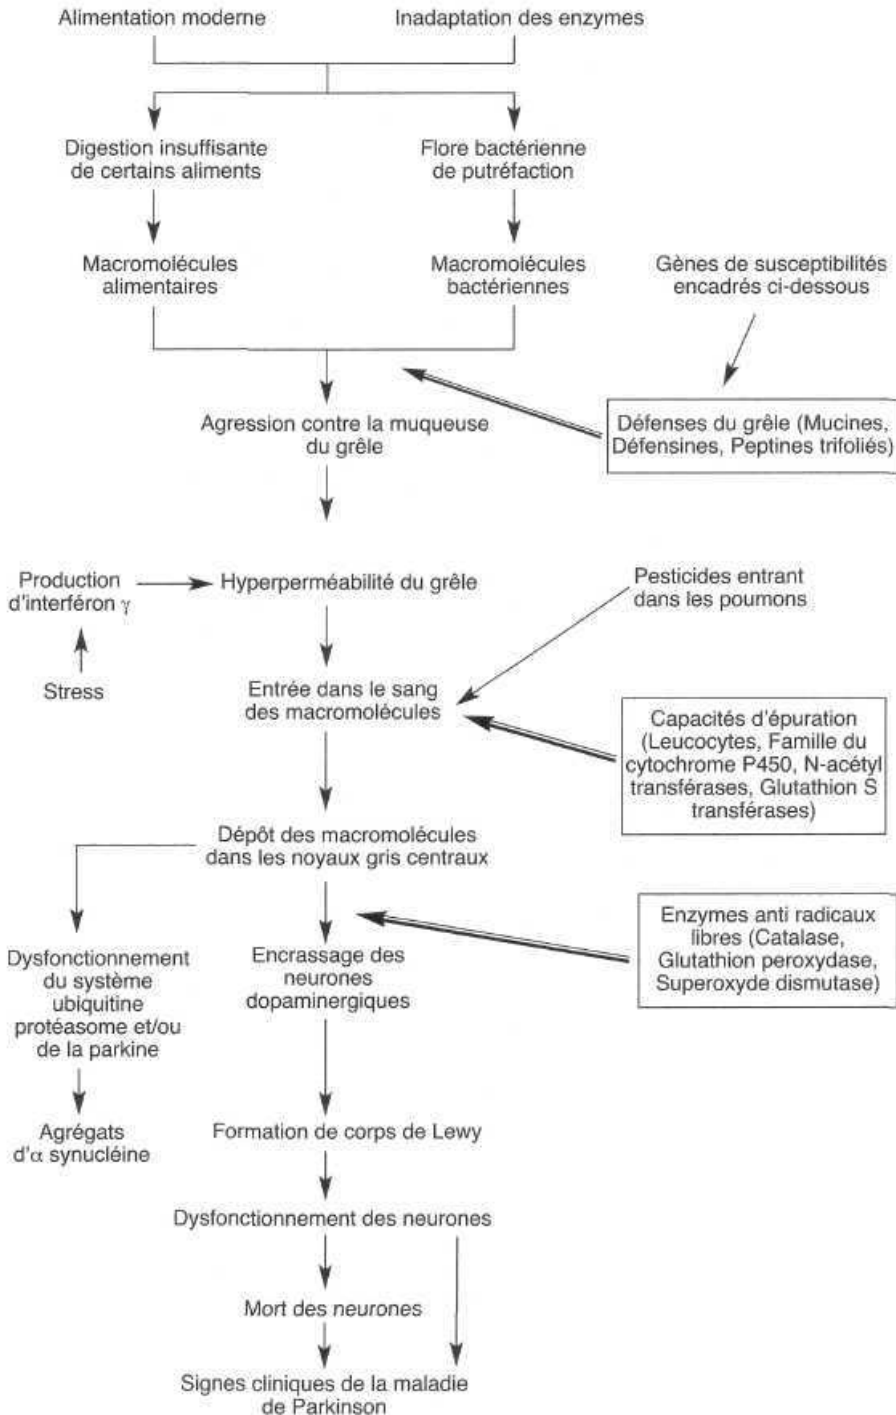 Alimentation moderne
Inadaptation des enzymes
Digestion insuffisante
de certains aliments
Flore bactérienne
de putréfaction
Macromolécules
alimentaires
Macromolécules
bactériennes
Gènes de susceptibilités
encadrés ci-dessous
Agression contre la muqueuse
du grêle
Défenses du grêle (Mucines,
Défensines, Peptines trifoliés)
Production
d'interféron γ
Hyperperméabilité du grêle
Pesticides entrant
dans les poumons
Stress
Entrée dans le sang
des macromolécules
Capacités d'épuration
(Leucocytes, Famille du
cytochrome P450, N-acétyl
transférases, Glutathion S
transférases)
Dépôt des macromolécules
dans les noyaux gris centraux
Enzymes anti radicaux
libres (Catalase,
Glutathion peroxydase,
Superoxyde dismutase)
Dysfonctionnement
du système
ubiquitine
protéasome et/ou
de la parkine
Encrassage des
neurones
dopaminergiques
Agrégats
d'α synucléine
Formation de corps de Lewy
Dysfonctionnement des neurones
Mort des neurones
Signes cliniques de la maladie
de Parkinson